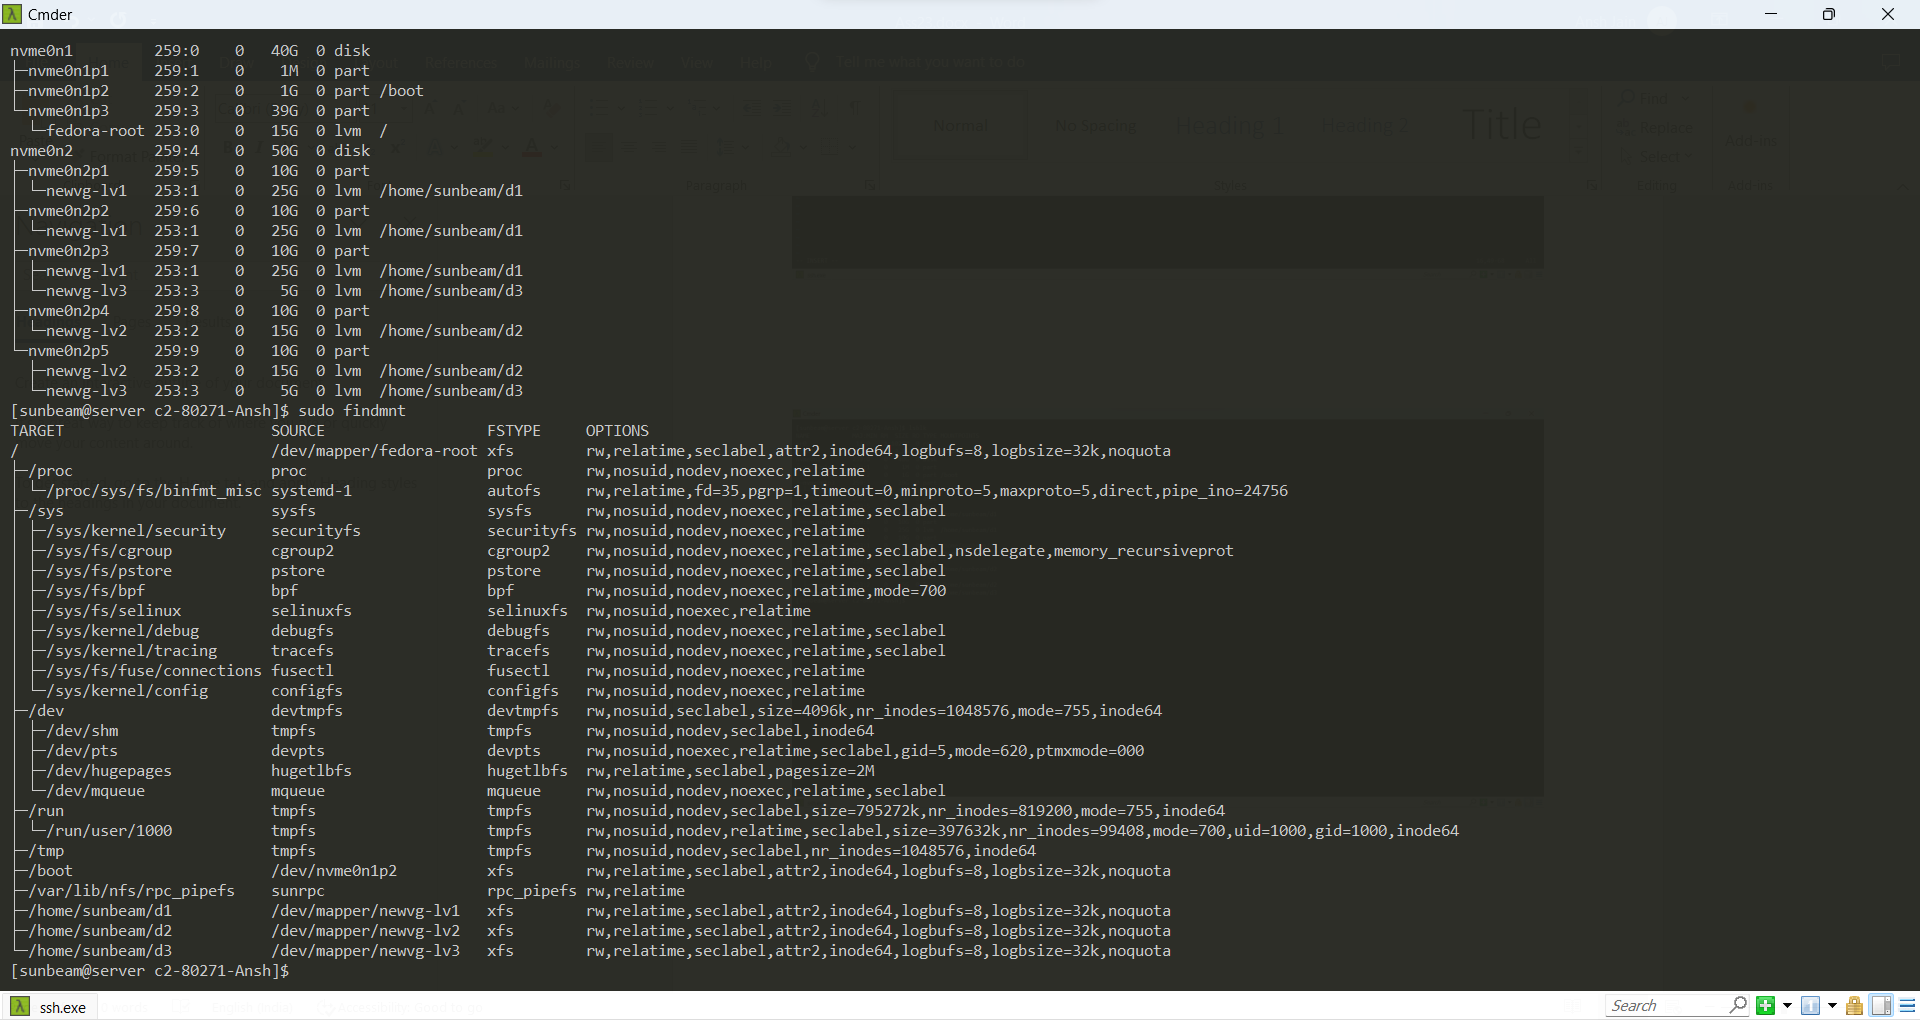 Cmder
nvme0n1         259:0    0   40G  0 disk
├─nvme0n1p1     259:1    0    1M  0 part
├─nvme0n1p2     259:2    0    1G  0 part /boot
└─nvme0n1p3     259:3    0   39G  0 part
  └─fedora-root 253:0    0   15G  0 lvm  /
nvme0n2         259:4    0   50G  0 disk
├─nvme0n2p1     259:5    0   10G  0 part
│ └─newvg-lv1   253:1    0   25G  0 lvm  /home/sunbeam/d1
├─nvme0n2p2     259:6    0   10G  0 part
│ └─newvg-lv1   253:1    0   25G  0 lvm  /home/sunbeam/d1
├─nvme0n2p3     259:7    0   10G  0 part
│ ├─newvg-lv1   253:1    0   25G  0 lvm  /home/sunbeam/d1
│ └─newvg-lv3   253:3    0    5G  0 lvm  /home/sunbeam/d3
├─nvme0n2p4     259:8    0   10G  0 part
│ └─newvg-lv2   253:2    0   15G  0 lvm  /home/sunbeam/d2
└─nvme0n2p5     259:9    0   10G  0 part
  ├─newvg-lv2   253:2    0   15G  0 lvm  /home/sunbeam/d2
  └─newvg-lv3   253:3    0    5G  0 lvm  /home/sunbeam/d3
[sunbeam@server c2-80271-Ansh]$ sudo findmnt
TARGET                       SOURCE                  FSTYPE     OPTIONS
/                            /dev/mapper/fedora-root xfs        rw,relatime,seclabel,attr2,inode64,logbufs=8,logbsize=32k,noquota
├─/proc                      proc                    proc       rw,nosuid,nodev,noexec,relatime
│ └─/proc/sys/fs/binfmt_misc systemd-1               autofs     rw,relatime,fd=35,pgrp=1,timeout=0,minproto=5,maxproto=5,direct,pipe_ino=24756
├─/sys                       sysfs                   sysfs      rw,nosuid,nodev,noexec,relatime,seclabel
│ ├─/sys/kernel/security     securityfs              securityfs rw,nosuid,nodev,noexec,relatime
│ ├─/sys/fs/cgroup           cgroup2                 cgroup2    rw,nosuid,nodev,noexec,relatime,seclabel,nsdelegate,memory_recursiveprot
│ ├─/sys/fs/pstore           pstore                  pstore     rw,nosuid,nodev,noexec,relatime,seclabel
│ ├─/sys/fs/bpf              bpf                     bpf        rw,nosuid,nodev,noexec,relatime,mode=700
│ ├─/sys/fs/selinux          selinuxfs               selinuxfs  rw,nosuid,noexec,relatime
│ ├─/sys/kernel/debug        debugfs                 debugfs    rw,nosuid,nodev,noexec,relatime,seclabel
│ ├─/sys/kernel/tracing      tracefs                 tracefs    rw,nosuid,nodev,noexec,relatime,seclabel
│ ├─/sys/fs/fuse/connections fusectl                 fusectl    rw,nosuid,nodev,noexec,relatime
│ └─/sys/kernel/config       configfs                configfs   rw,nosuid,nodev,noexec,relatime
├─/dev                       devtmpfs                devtmpfs   rw,nosuid,seclabel,size=4096k,nr_inodes=1048576,mode=755,inode64
│ ├─/dev/shm                 tmpfs                   tmpfs      rw,nosuid,nodev,seclabel,inode64
│ ├─/dev/pts                 devpts                  devpts     rw,nosuid,noexec,relatime,seclabel,gid=5,mode=620,ptmxmode=000
│ ├─/dev/hugepages           hugetlbfs               hugetlbfs  rw,relatime,seclabel,pagesize=2M
│ └─/dev/mqueue              mqueue                  mqueue     rw,nosuid,nodev,noexec,relatime,seclabel
├─/run                       tmpfs                   tmpfs      rw,nosuid,nodev,seclabel,size=795272k,nr_inodes=819200,mode=755,inode64
│ └─/run/user/1000           tmpfs                   tmpfs      rw,nosuid,nodev,relatime,seclabel,size=397632k,nr_inodes=99408,mode=700,uid=1000,gid=1000,inode64
├─/tmp                       tmpfs                   tmpfs      rw,nosuid,nodev,seclabel,nr_inodes=1048576,inode64
├─/boot                      /dev/nvme0n1p2          xfs        rw,relatime,seclabel,attr2,inode64,logbufs=8,logbsize=32k,noquota
├─/var/lib/nfs/rpc_pipefs    sunrpc                  rpc_pipefs rw,relatime
├─/home/sunbeam/d1           /dev/mapper/newvg-lv1   xfs        rw,relatime,seclabel,attr2,inode64,logbufs=8,logbsize=32k,noquota
├─/home/sunbeam/d2           /dev/mapper/newvg-lv2   xfs        rw,relatime,seclabel,attr2,inode64,logbufs=8,logbsize=32k,noquota
└─/home/sunbeam/d3           /dev/mapper/newvg-lv3   xfs        rw,relatime,seclabel,attr2,inode64,logbufs=8,logbsize=32k,noquota
[sunbeam@server c2-80271-Ansh]$
ssh.exe
Search